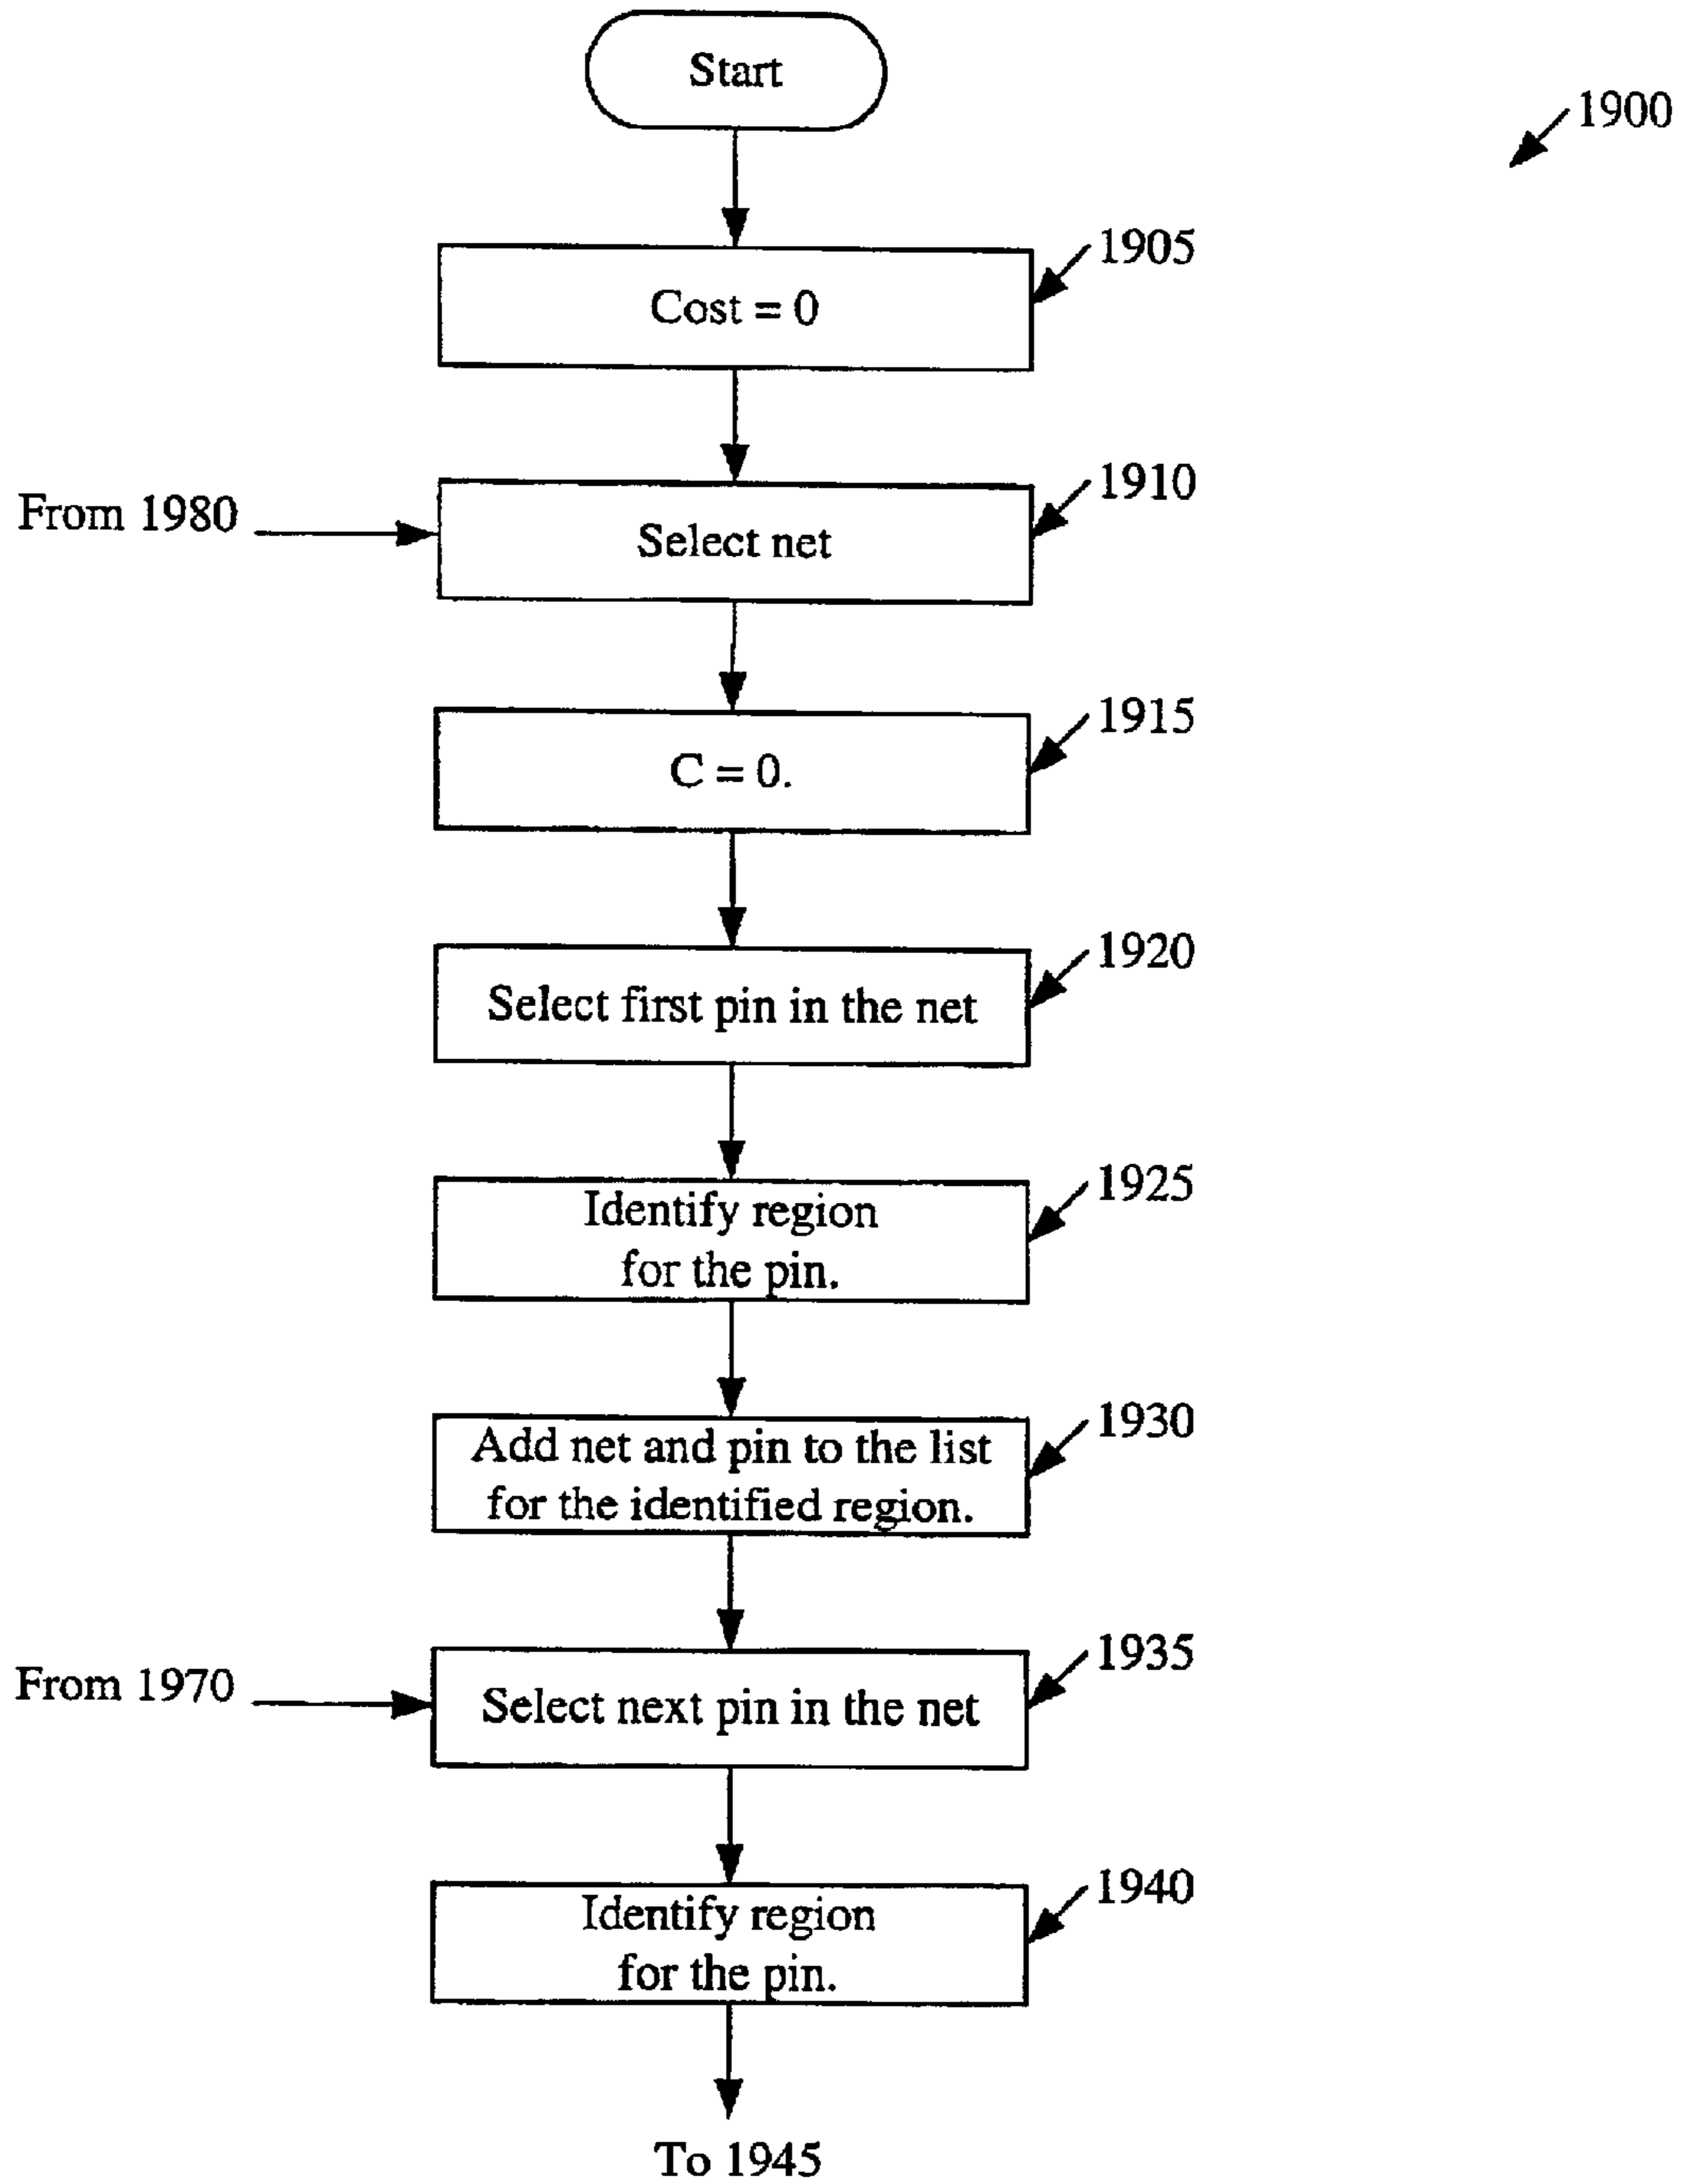 Start
1900
1905
Cost = 0
1910
From 1980
Select net
1915
C = 0.
1920
Select first pin in the net
1925
Identify region
for the pin.
1930
Add net and pin to the list
for the identified region.
1935
From 1970
Select next pin in the net
1940
Identify region
for the pin.
To 1945